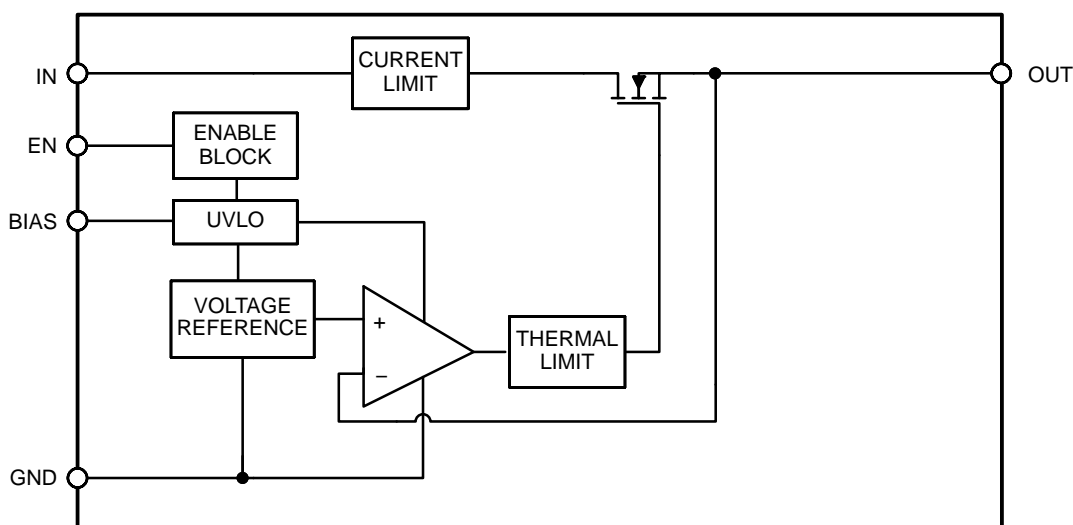 CURRENT
LIMIT
IN
OUT
ENABLE
BLOCK
EN
BIAS
UVLO
VOLTAGE
REFERENCE
+
−
THERMAL
LIMIT
GND